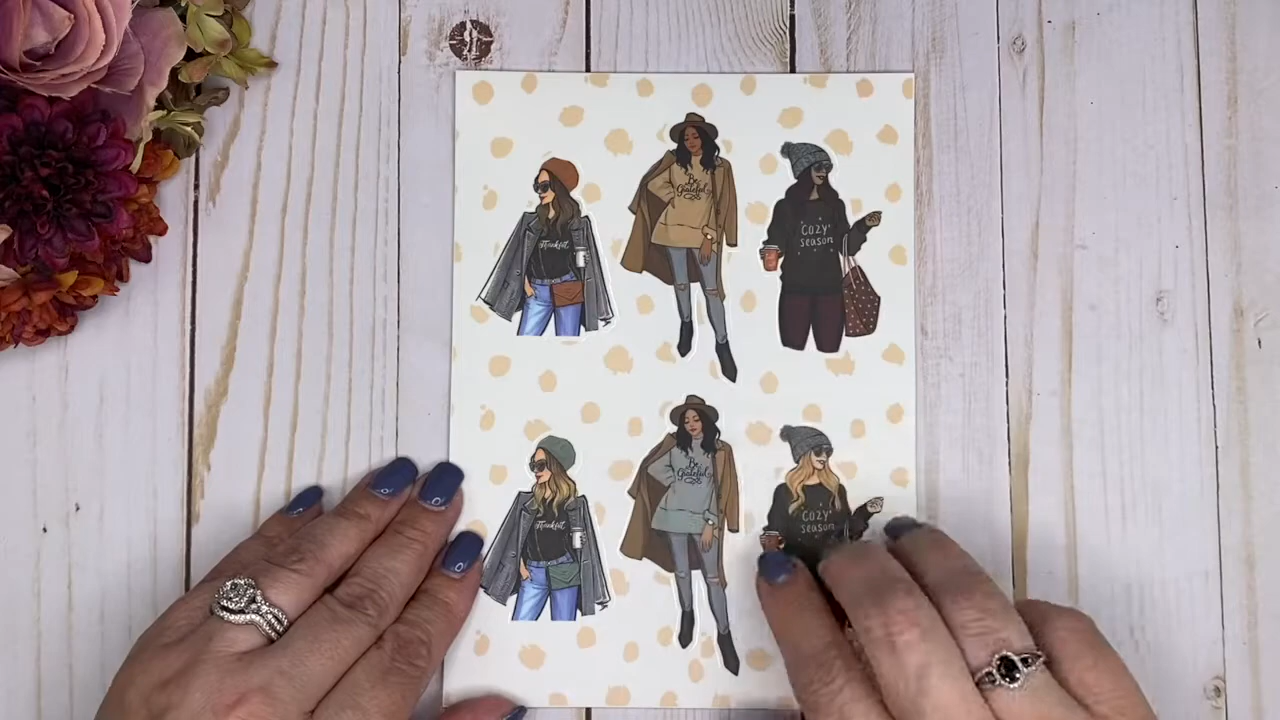 Thankful
Be
Grateful
Cozy
season
Thankful
Be
Grateful
Cozy
season